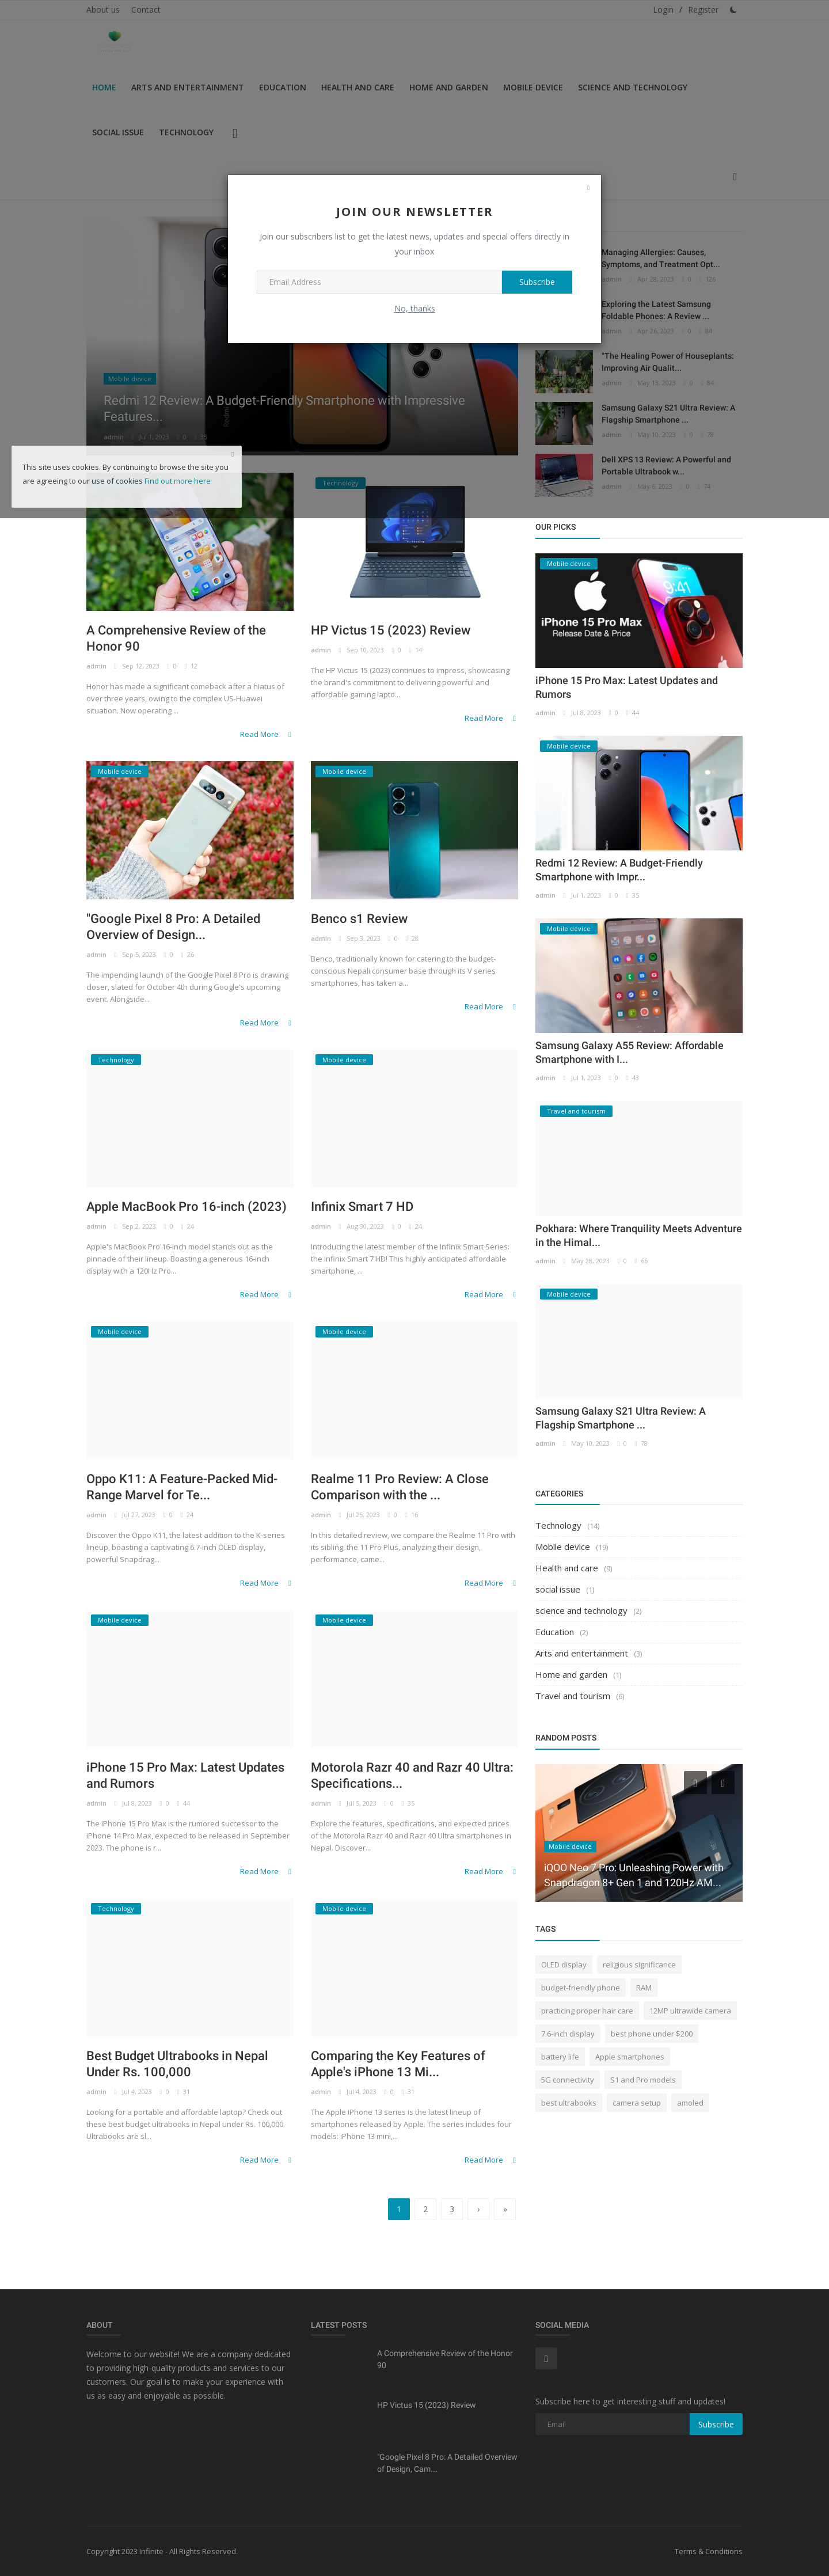 About us Contact
Login / Register
HOME ARTS AND ENTERTAINMENT EDUCATION HEALTH AND CARE HOME AND GARDEN MOBILE DEVICE SCIENCE AND TECHNOLOGY
SOCIAL ISSUE TECHNOLOGY
JOIN OUR NEWSLETTER
Join our subscribers list to get the latest news, updates and special offers directly in
your inbox
Email Address Subscribe
No, thanks
Mobile device
Redmi 12 Review: A Budget-Friendly Smartphone with Impressive
Features...
admin Jul 1, 2023 0 35
Redmi
This site uses cookies. By continuing to browse the site you
are agreeing to our use of cookies Find out more here
Managing Allergies: Causes,
Symptoms, and Treatment Opt...
admin Apr 28, 2023 0 124
Exploring the Latest Samsung
Foldable Phones: A Review ...
admin Apr 26, 2023 0 84
"The Healing Power of Houseplants:
Improving Air Qualit...
admin May 13, 2023 0 84
Samsung Galaxy S21 Ultra Review: A
Flagship Smartphone ...
admin May 10, 2023 0 78
Dell XPS 13 Review: A Powerful and
Portable Ultrabook w...
admin May 6, 2023 0 74
A Comprehensive Review of the
Honor 90
admin Sep 12, 2023 0 12
Honor has made a significant comeback after a hiatus of
over three years, owing to the complex US-Huawei
situation. Now operating ...
Read More
Technology
HP Victus 15 (2023) Review
admin Sep 10, 2023 0 14
The HP Victus 15 (2023) continues to impress, showcasing
the brand's commitment to delivering powerful and
affordable gaming lapto...
Read More
Mobile device
"Google Pixel 8 Pro: A Detailed
Overview of Design...
admin Sep 5, 2023 0 26
The impending launch of the Google Pixel 8 Pro is drawing
closer, slated for October 4th during Google's upcoming
event. Alongside...
Read More
Mobile device
Benco s1 Review
admin Sep 3, 2023 0 28
Benco, traditionally known for catering to the budget-
conscious Nepali consumer base through its V series
smartphones, has taken a...
Read More
Technology
Apple MacBook Pro 16-inch (2023)
admin Sep 2, 2023 0 24
Apple's MacBook Pro 16-inch model stands out as the
pinnacle of their lineup. Boasting a generous 16-inch
display with a 120Hz Pro...
Read More
Mobile device
Infinix Smart 7 HD
admin Aug 30, 2023 0 24
Introducing the latest member of the Infinix Smart Series:
the Infinix Smart 7 HD! This highly anticipated affordable
smartphone, ...
Read More
Mobile device
Oppo K11: A Feature-Packed Mid-
Range Marvel for Te...
admin Jul 27, 2023 0 24
Discover the Oppo K11, the latest addition to the K-series
lineup, boasting a captivating 6.7-inch OLED display,
powerful Snapdrag...
Read More
Mobile device
Realme 11 Pro Review: A Close
Comparison with the ...
admin Jul 25, 2023 0 16
In this detailed review, we compare the Realme 11 Pro with
its sibling, the 11 Pro Plus, analyzing their design,
performance, came...
Read More
Mobile device
iPhone 15 Pro Max: Latest Updates
and Rumors
admin Jul 8, 2023 0 44
The iPhone 15 Pro Max is the rumored successor to the
iPhone 14 Pro Max, expected to be released in September
2023. The phone is r...
Read More
Mobile device
Motorola Razr 40 and Razr 40 Ultra:
Specifications...
admin Jul 5, 2023 0 35
Explore the features, specifications, and expected prices
of the Motorola Razr 40 and Razr 40 Ultra smartphones in
Nepal. Discover...
Read More
Technology
Best Budget Ultrabooks in Nepal
Under Rs. 100,000
admin Jul 4, 2023 0 31
Looking for a portable and affordable laptop? Check out
these best budget ultrabooks in Nepal under Rs. 100,000.
Ultrabooks are sl...
Read More
Mobile device
Comparing the Key Features of
Apple's iPhone 13 Mi...
admin Jul 4, 2023 0 31
The Apple iPhone 13 series is the latest lineup of
smartphones released by Apple. The series includes four
models: iPhone 13 mini,...
Read More
1 2 3 › »
OUR PICKS
Mobile device
iPhone 15 Pro Max
Release Date & Price
iPhone 15 Pro Max: Latest Updates and
Rumors
admin Jul 8, 2023 0 44
Mobile device
Redmi 12 Review: A Budget-Friendly
Smartphone with Impr...
admin Jul 1, 2023 0 35
Mobile device
Samsung Galaxy A55 Review: Affordable
Smartphone with I...
admin Jul 1, 2023 0 43
Travel and tourism
Pokhara: Where Tranquility Meets Adventure
in the Himal...
admin May 28, 2023 0 66
Mobile device
Samsung Galaxy S21 Ultra Review: A
Flagship Smartphone ...
admin May 10, 2023 0 78
CATEGORIES
Technology (14)
Mobile device (19)
Health and care (9)
social issue (1)
science and technology (2)
Education (2)
Arts and entertainment (3)
Home and garden (1)
Travel and tourism (6)
RANDOM POSTS
Mobile device
iQOO Neo 7 Pro: Unleashing Power with
Snapdragon 8+ Gen 1 and 120Hz AM...
TAGS
OLED display religious significance
budget-friendly phone RAM
practicing proper hair care 12MP ultrawide camera
7.6-inch display best phone under $200
battery life Apple smartphones
5G connectivity S1 and Pro models
best ultrabooks camera setup amoled
ABOUT
Welcome to our website! We are a company dedicated
to providing high-quality products and services to our
customers. Our goal is to make your experience with
us as easy and enjoyable as possible.
LATEST POSTS
A Comprehensive Review of the Honor
90
HP Victus 15 (2023) Review
"Google Pixel 8 Pro: A Detailed Overview
of Design, Cam...
SOCIAL MEDIA
Subscribe here to get interesting stuff and updates!
Email Subscribe
Copyright 2023 Infinite - All Rights Reserved.
Terms & Conditions